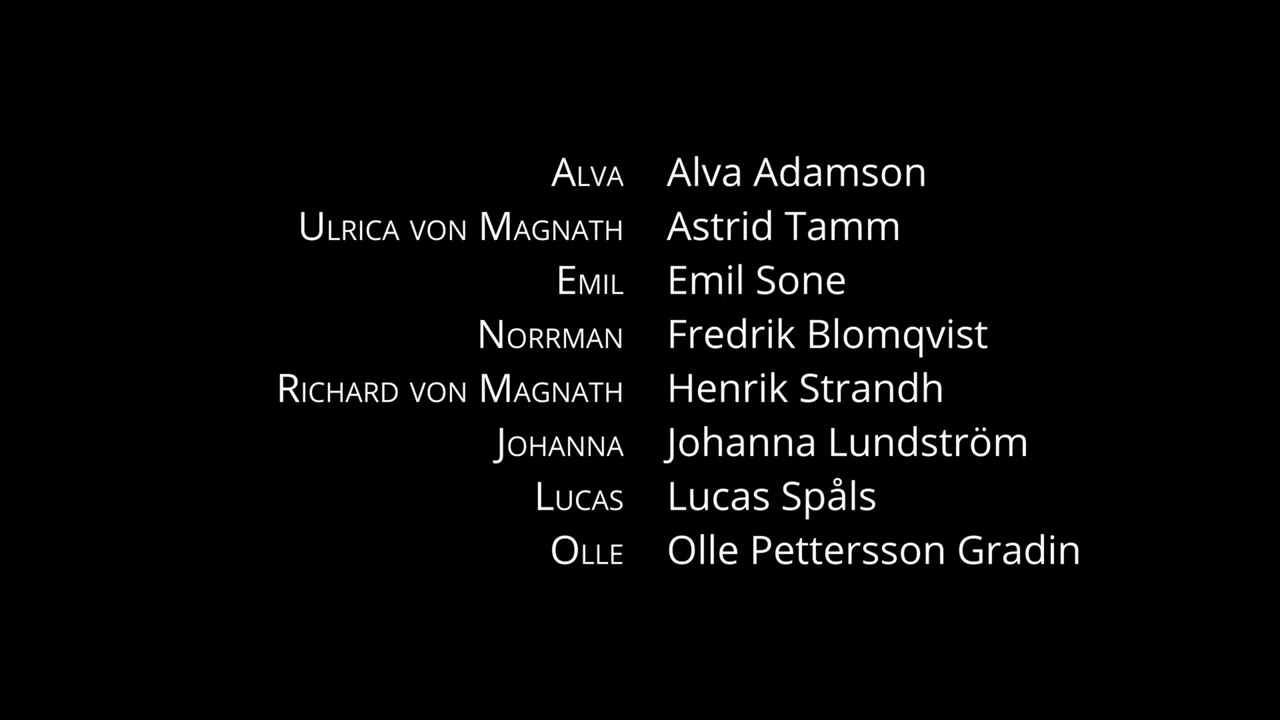 Alva Alva Adamson
Ulrica von Magnath Astrid Tamm
Emil Emil Sone
Norrman Fredrik Blomqvist
Richard von Magnath Henrik Strandh
Johanna Johanna Lundström
Lucas Lucas Spåls
Olle Olle Pettersson Gradin